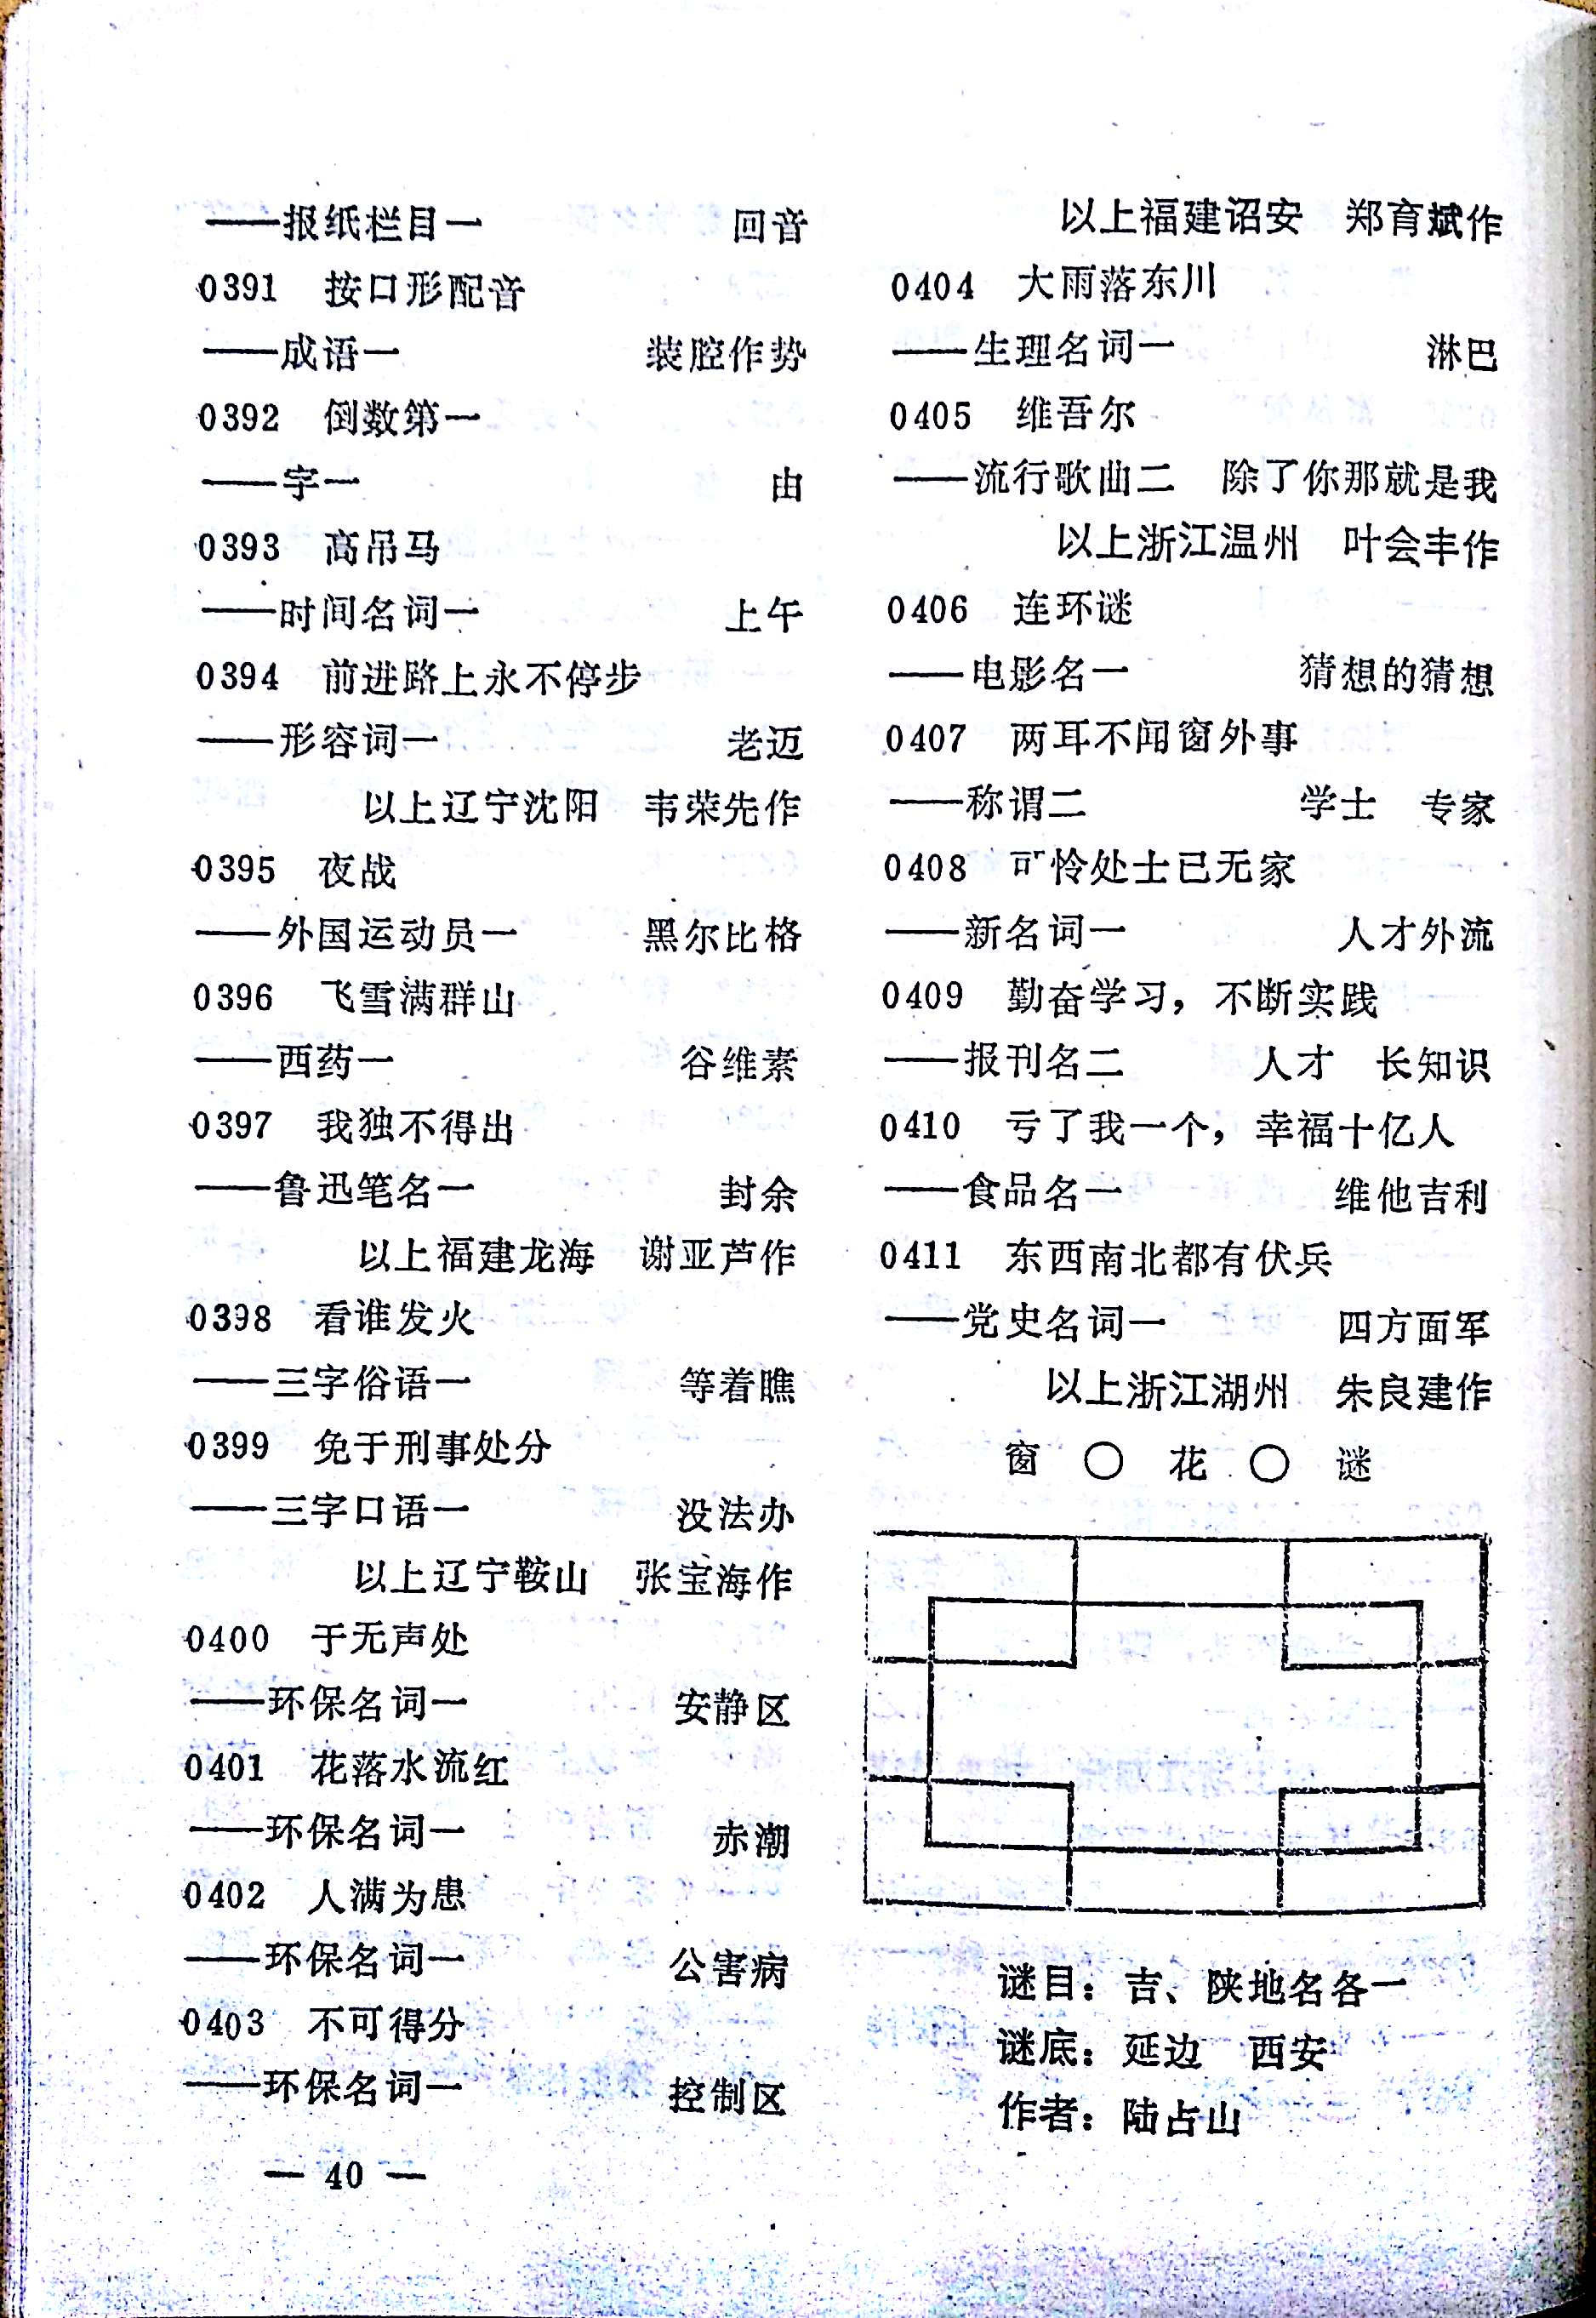 ——报纸栏目一 回音
0391 按口形配音
——成语一 装腔作势
0392 倒数第一
——字一 由
0393 高吊马
——时间名词一 上午
0394 前进路上永不停步
——形容词一 老迈
以上辽宁沈阳 韦荣先作
0395 夜战
——外国运动员一 黑尔比格
0396 飞雪满群山
——西药一 谷维素
0397 我独不得出
——鲁迅笔名一 封余
以上福建龙海 谢亚芦作
0398 看谁发火
——三字俗语一 等着瞧
0399 免于刑事处分
——三字口语一 没法办
以上辽宁鞍山 张宝海作
0400 于无声处
——环保名词一 安静区
0401 花落水流红
——环保名词一 赤潮
0402 人满为患
——环保名词一 公害病
0403 不可得分
——环保名词一 控制区
— 40 —
以上福建诏安 郑育斌作
0404 大雨落东川
——生理名词一 淋巴
0405 维吾尔
——流行歌曲二 除了你那就是我
以上浙江温州 叶会丰作
0406 连环谜
——电影名一 猜想的猜想
0407 两耳不闻窗外事
——称谓二 学士 专家
0408 可怜处士已无家
——新名词一 人才外流
0409 勤奋学习，不断实践
——报刊名二 人才 长知识
0410 亏了我一个，幸福十亿人
——食品名一 维他吉利
0411 东西南北都有伏兵
——党史名词一 四方面军
以上浙江湖州 朱良建作
窗 ○ 花 ○ 谜
谜目：吉、陕地名各一
谜底：延边 西安
作者：陆占山